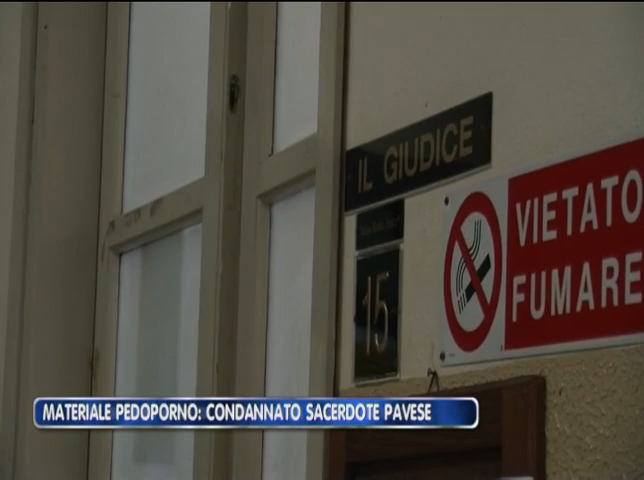 IL GIUDICE
15
VIETATO
FUMARE
MATERIALE PEDOPORNO: CONDANNATO SACERDOTE PAVESE